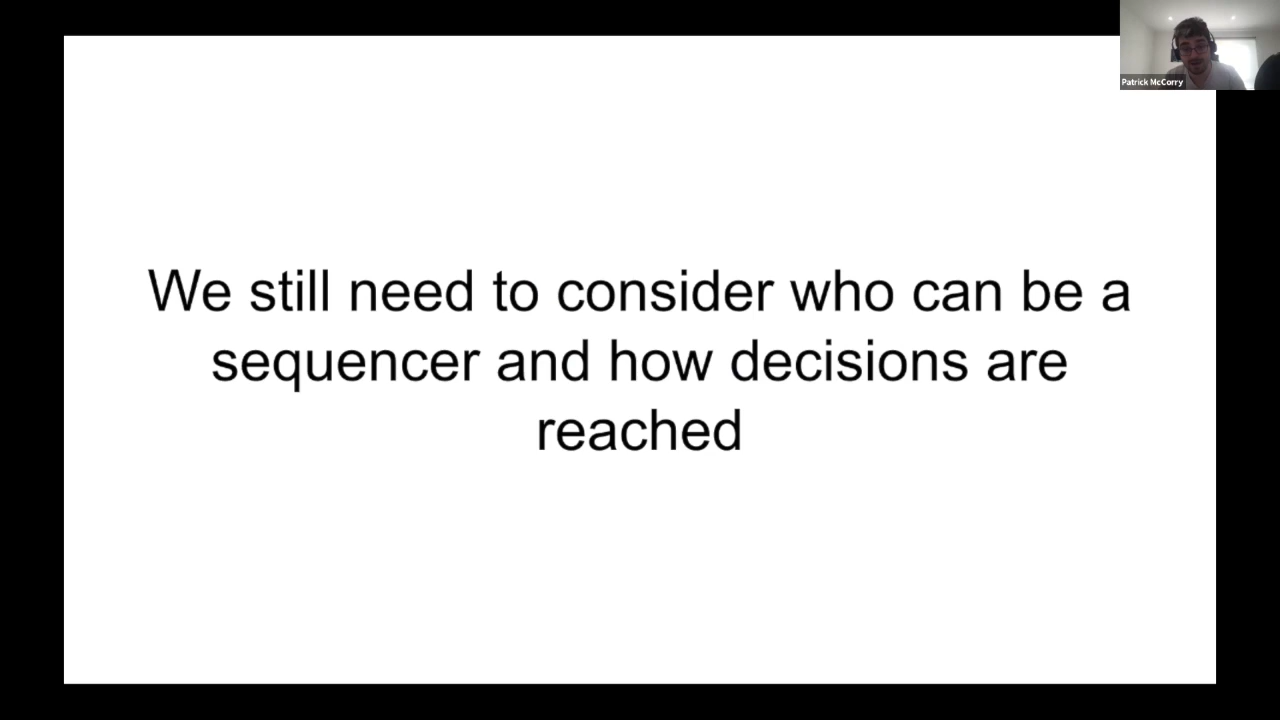 Patrick McCorry
We still need to consider who can be a
sequencer and how decisions are
reached